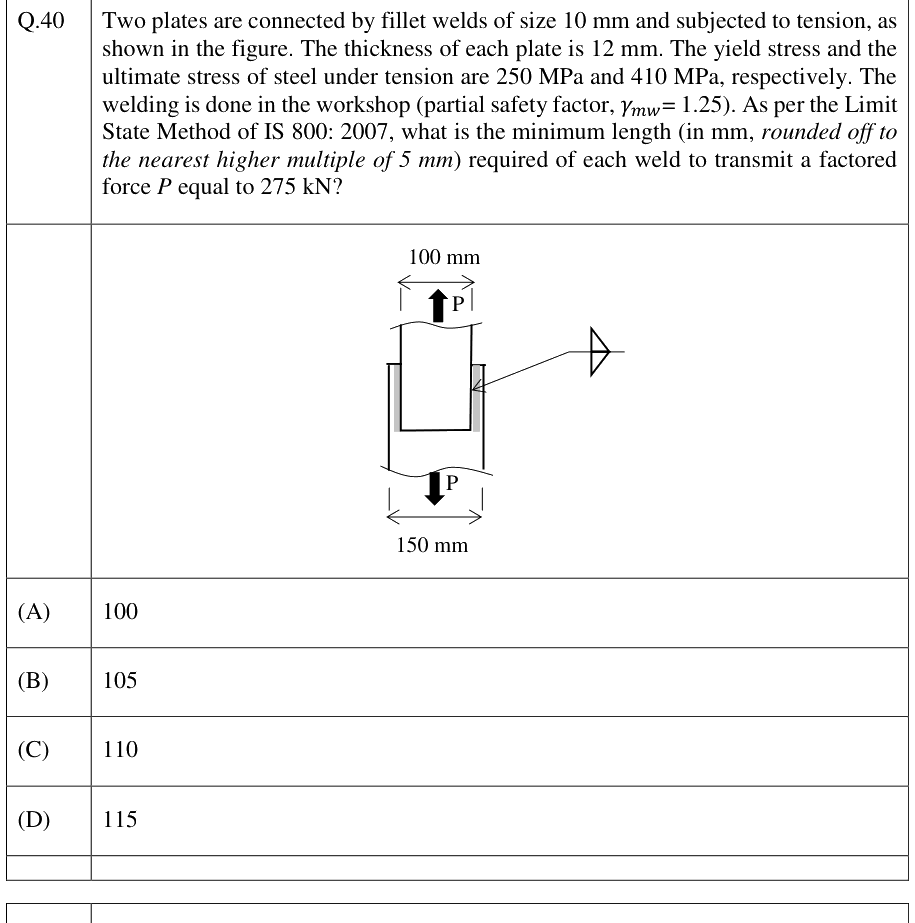 Q.40
Two plates are connected by fillet welds of size 10 mm and subjected to tension, as
shown in the figure. The thickness of each plate is 12 mm. The yield stress and the
ultimate stress of steel under tension are 250 MPa and 410 MPa, respectively. The
welding is done in the workshop (partial safety factor, γmw= 1.25). As per the Limit
State Method of IS 800: 2007, what is the minimum length (in mm, rounded off to
the nearest higher multiple of 5 mm) required of each weld to transmit a factored
force P equal to 275 kN?
100 mm
P
P
150 mm
(A) 100
(B) 105
(C) 110
(D) 115